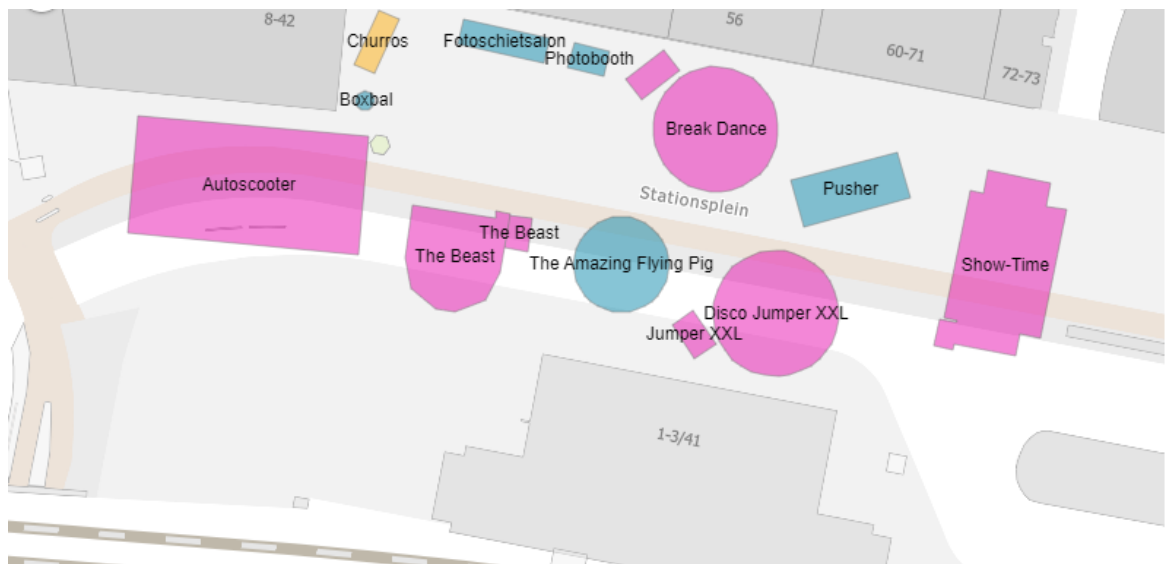 8-42
56
Churros
Fotoschietsalon
Photobooth
60-71
72-73
Boxbal
Break Dance
Autoscooter
Pusher
Stationsplein
The Beast
The Beast
The Amazing Flying Pig
Show-Time
Disco Jumper XXL
Jumper XXL
1-3/41